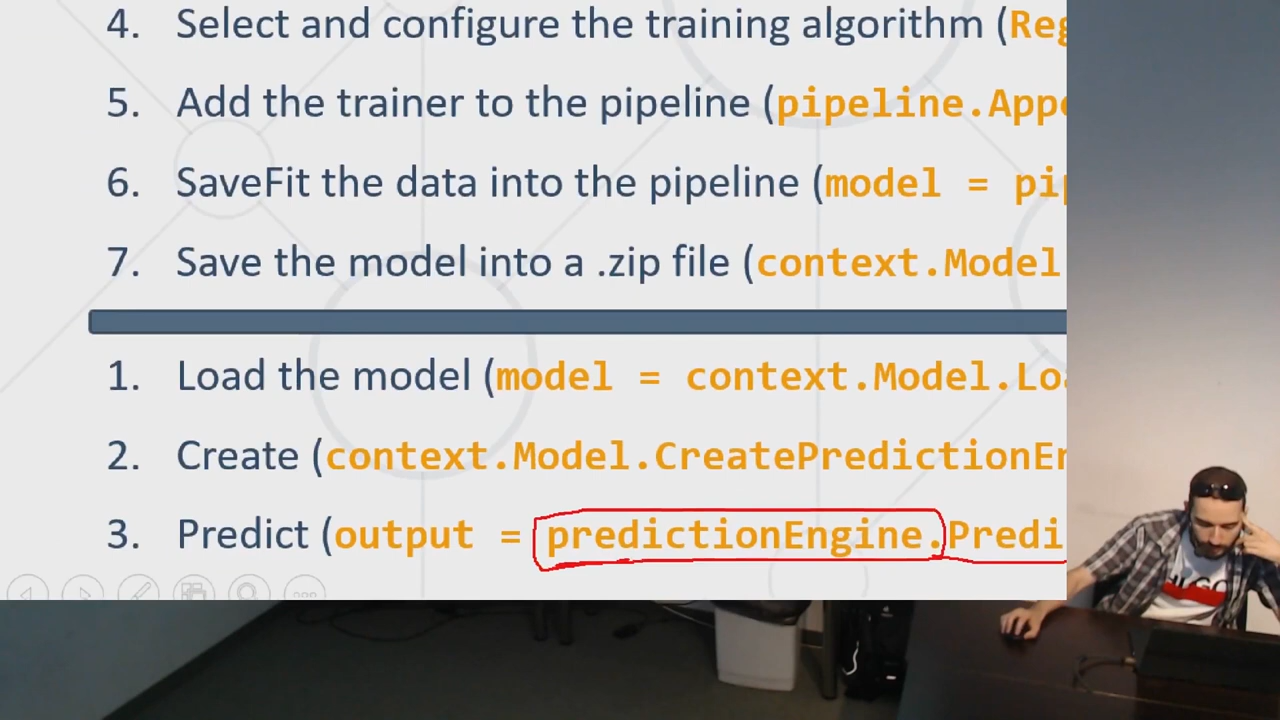 4. Select and configure the training algorithm (Reg
5. Add the trainer to the pipeline (pipeline.Appe
6. SaveFit the data into the pipeline (model = pip
7. Save the model into a .zip file (context.Model
1. Load the model (model = context.Model.Loa
2. Create (context.Model.CreatePredictionEn
3. Predict (output = predictionEngine.Predi